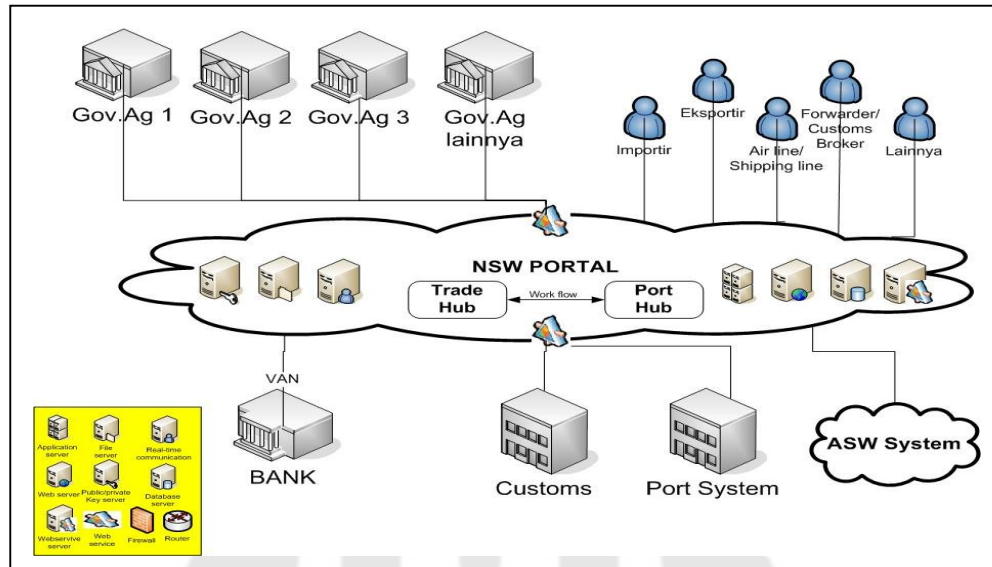 Gov.Ag 1
Gov.Ag 2
Gov.Ag 3
Gov.Ag
lainnya
Importir
Eksportir
Air line/
Shipping line
Forwarder/
Customs
Broker
Lainnya
NSW PORTAL
Trade
Hub
Work flow
Port
Hub
VAN
BANK
Customs
Port System
ASW System
Application
server
File
server
Real-time
communication
Web server
Public/private
Key server
Database
server
Webservive
server
Web
service
Firewall
Router